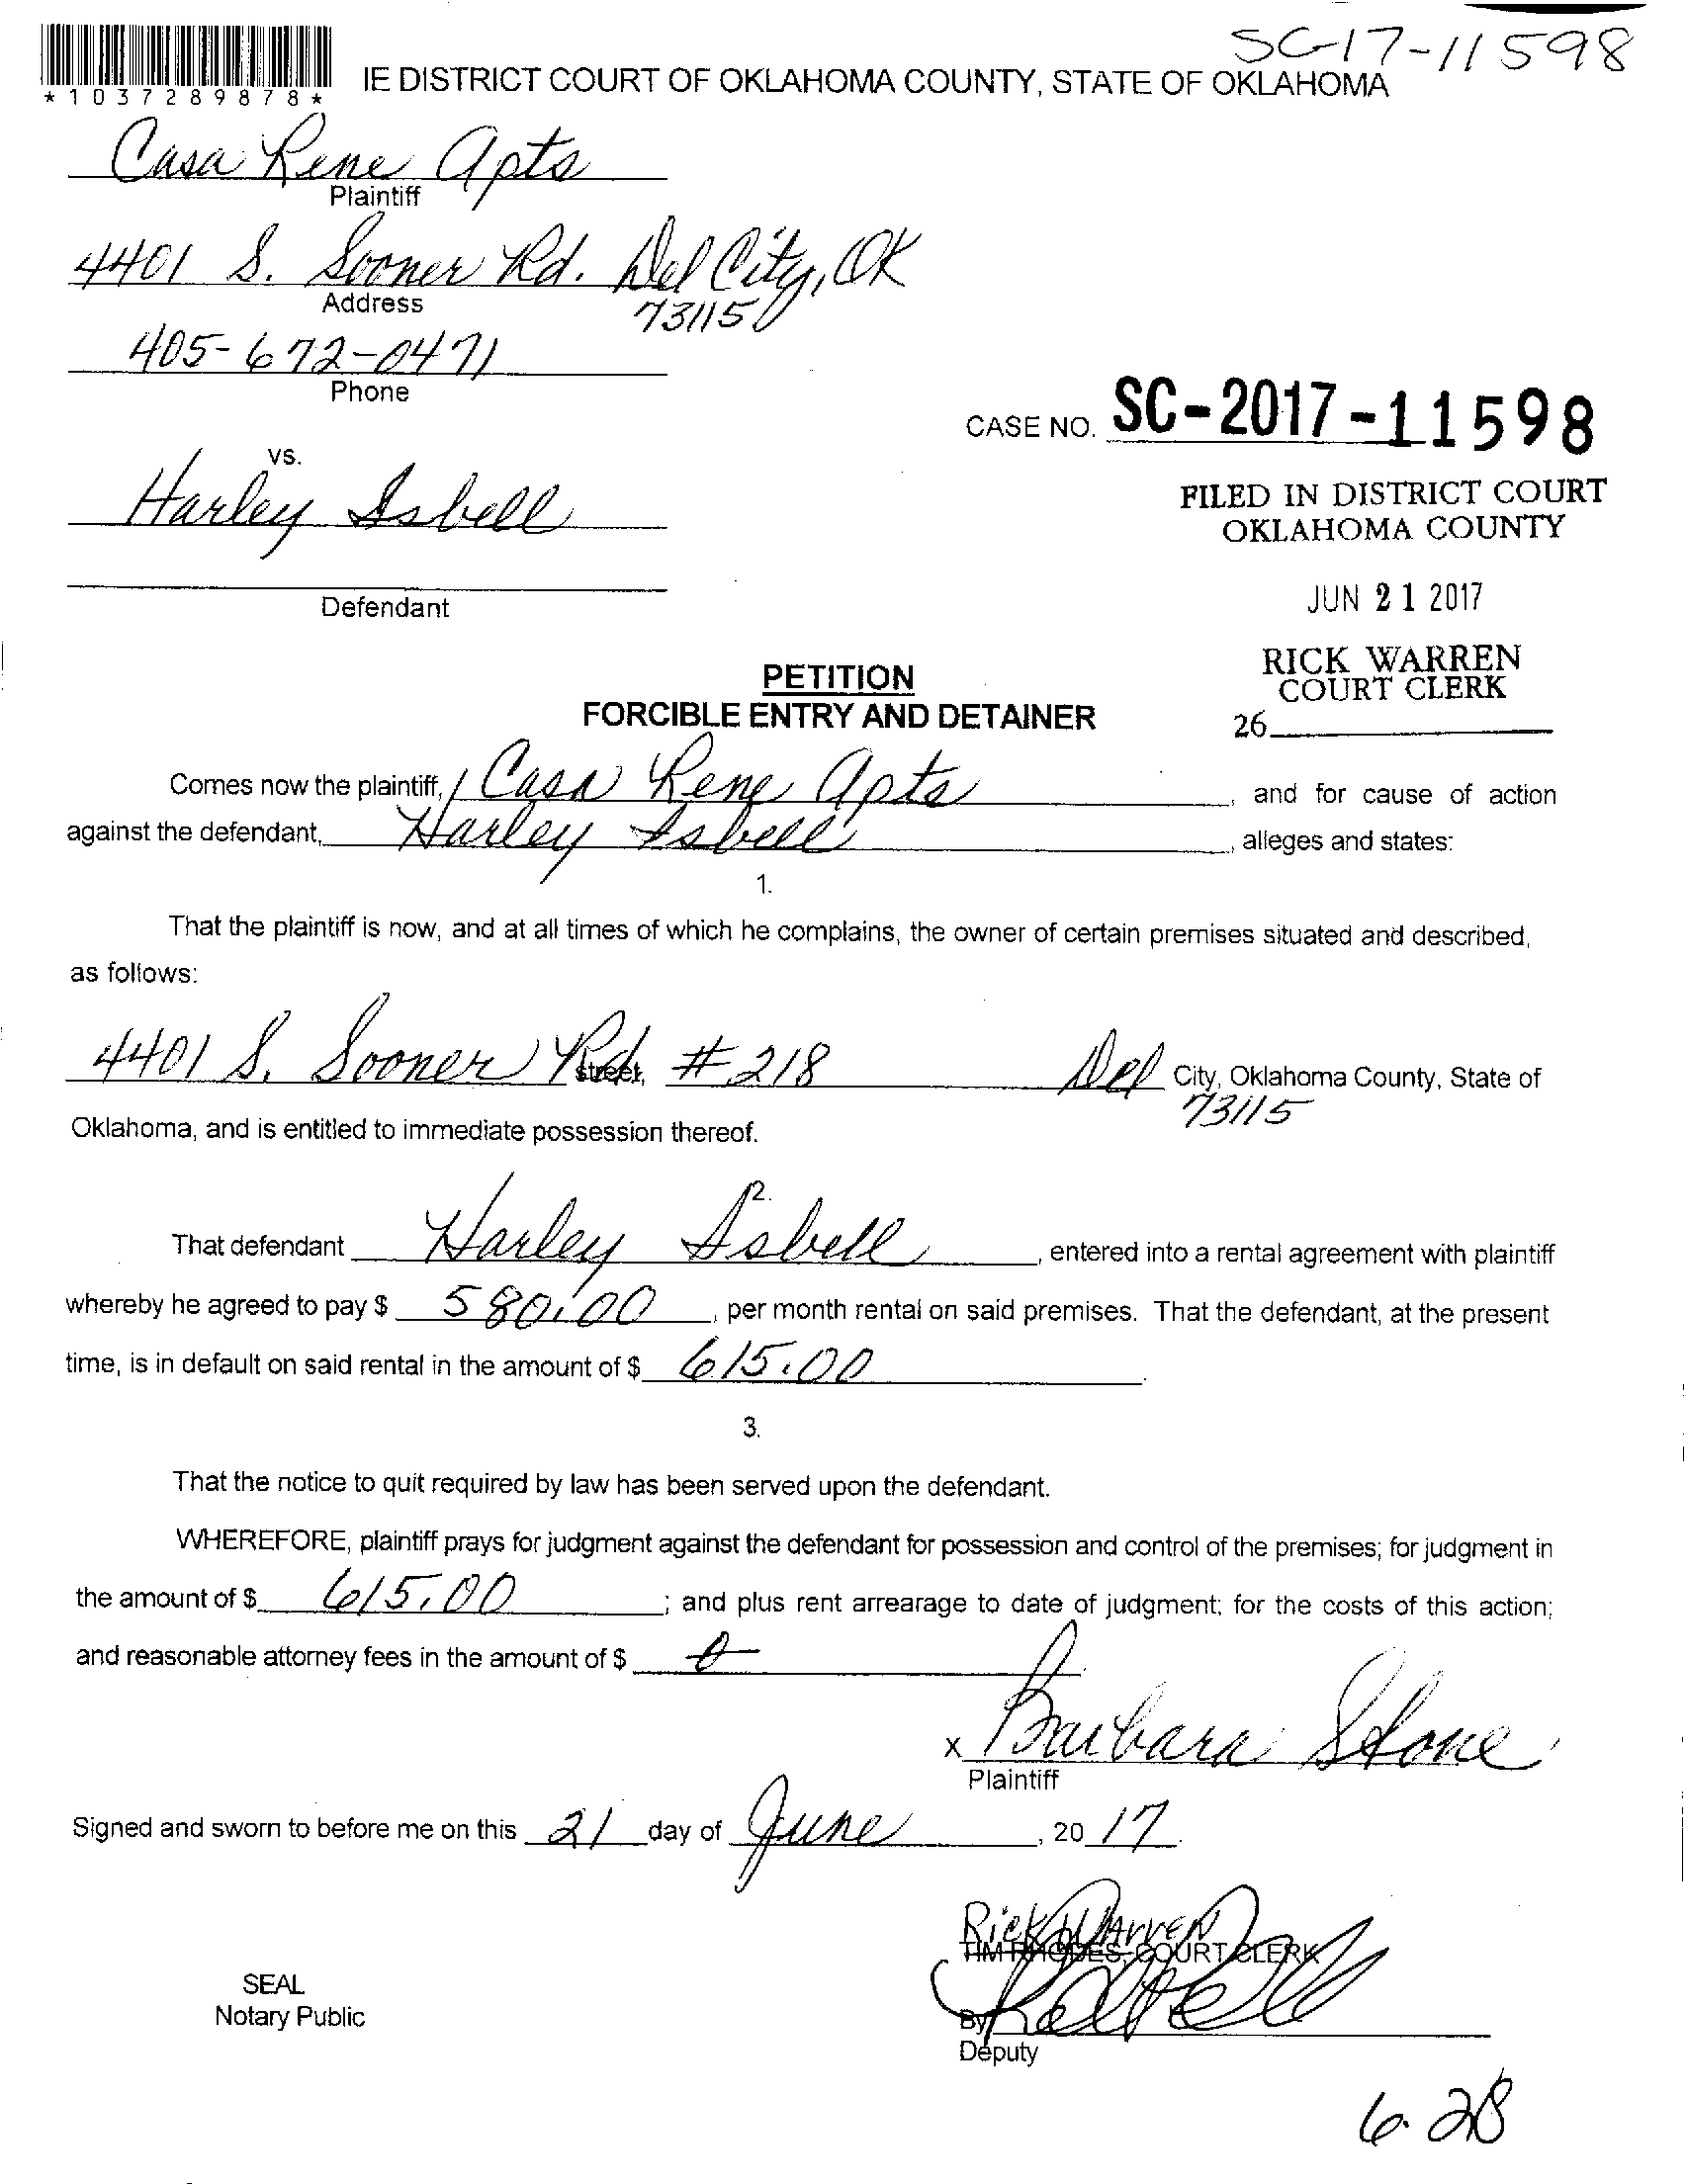 SC-17-11598
*1037289878*
IE DISTRICT COURT OF OKLAHOMA COUNTY, STATE OF OKLAHOMA
Casa Rene Apts
Plaintiff
4401 S. Sooner Rd. Del City, OK
Address
73115
405-672-0471
Phone
CASE NO. SC-2017-11598
vs.
Harley Isbell
FILED IN DISTRICT COURT
OKLAHOMA COUNTY
Defendant
JUN 21 2017
RICK WARREN
COURT CLERK
26
PETITION
FORCIBLE ENTRY AND DETAINER
Comes now the plaintiff, Casa Rene Apts, and for cause of action
against the defendant, Harley Isbell, alleges and states:
1.
That the plaintiff is now, and at all times of which he complains, the owner of certain premises situated and described,
as follows:
4401 S. Sooner Rd. street, # 218 Del City, Oklahoma County, State of
73115
Oklahoma, and is entitled to immediate possession thereof.
2.
That defendant Harley Isbell, entered into a rental agreement with plaintiff
whereby he agreed to pay $ 580.00, per month rental on said premises. That the defendant, at the present
time, is in default on said rental in the amount of $ 615.00.
3.
That the notice to quit required by law has been served upon the defendant.
WHEREFORE, plaintiff prays for judgment against the defendant for possession and control of the premises; for judgment in
the amount of $ 615.00; and plus rent arrearage to date of judgment; for the costs of this action;
and reasonable attorney fees in the amount of $ 0
x Barbara Stone
Plaintiff
Signed and sworn to before me on this 21 day of June, 20 17.
Rick Warren
TIM RHODES, COURT CLERK
SEAL
Notary Public
By
Deputy
6-28